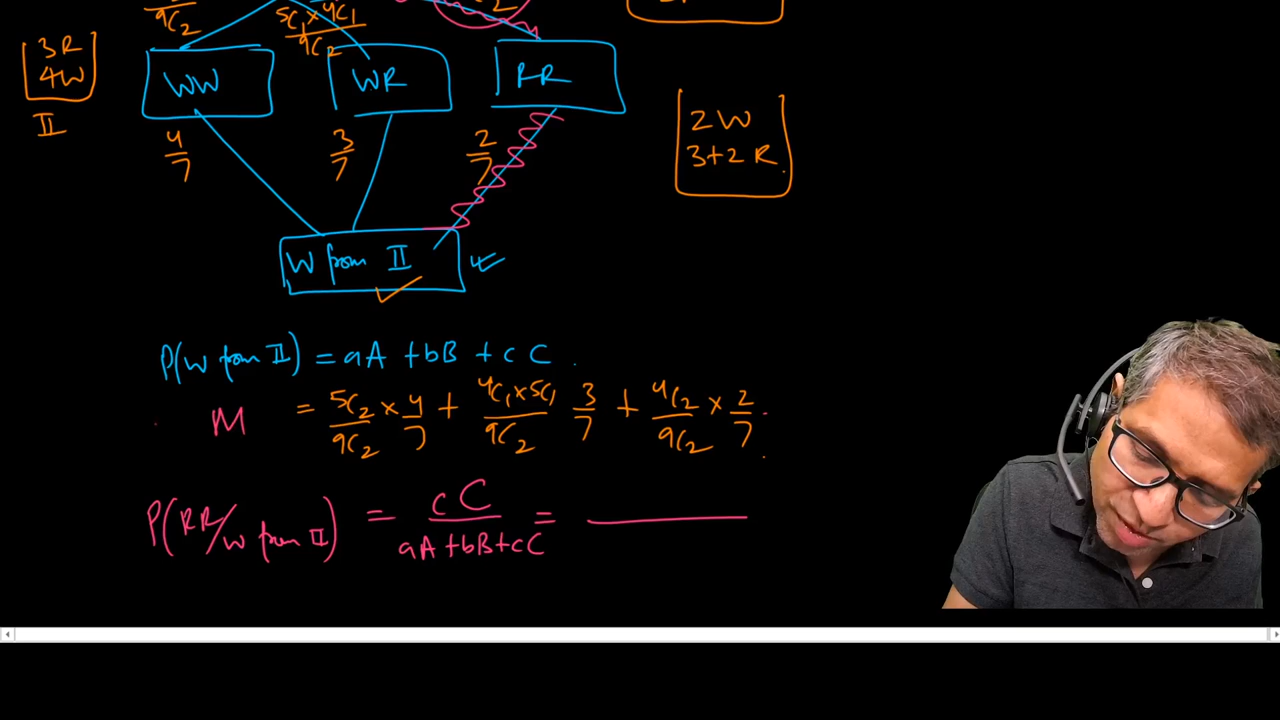 9C2
5C1 × 4C1
9C2
2
3R
4W
II
WW
WR
RR
4/7
3/7
2/7
2W
3+2 R
W from II
P(W from II) = aA + bB + cC
M = 5C2/9C2 × 4/7 + 4C1×5C1/9C2 3/7 + 4C2/9C2 × 2/7
P(RR/W from II) = cC/aA+bB+cC =